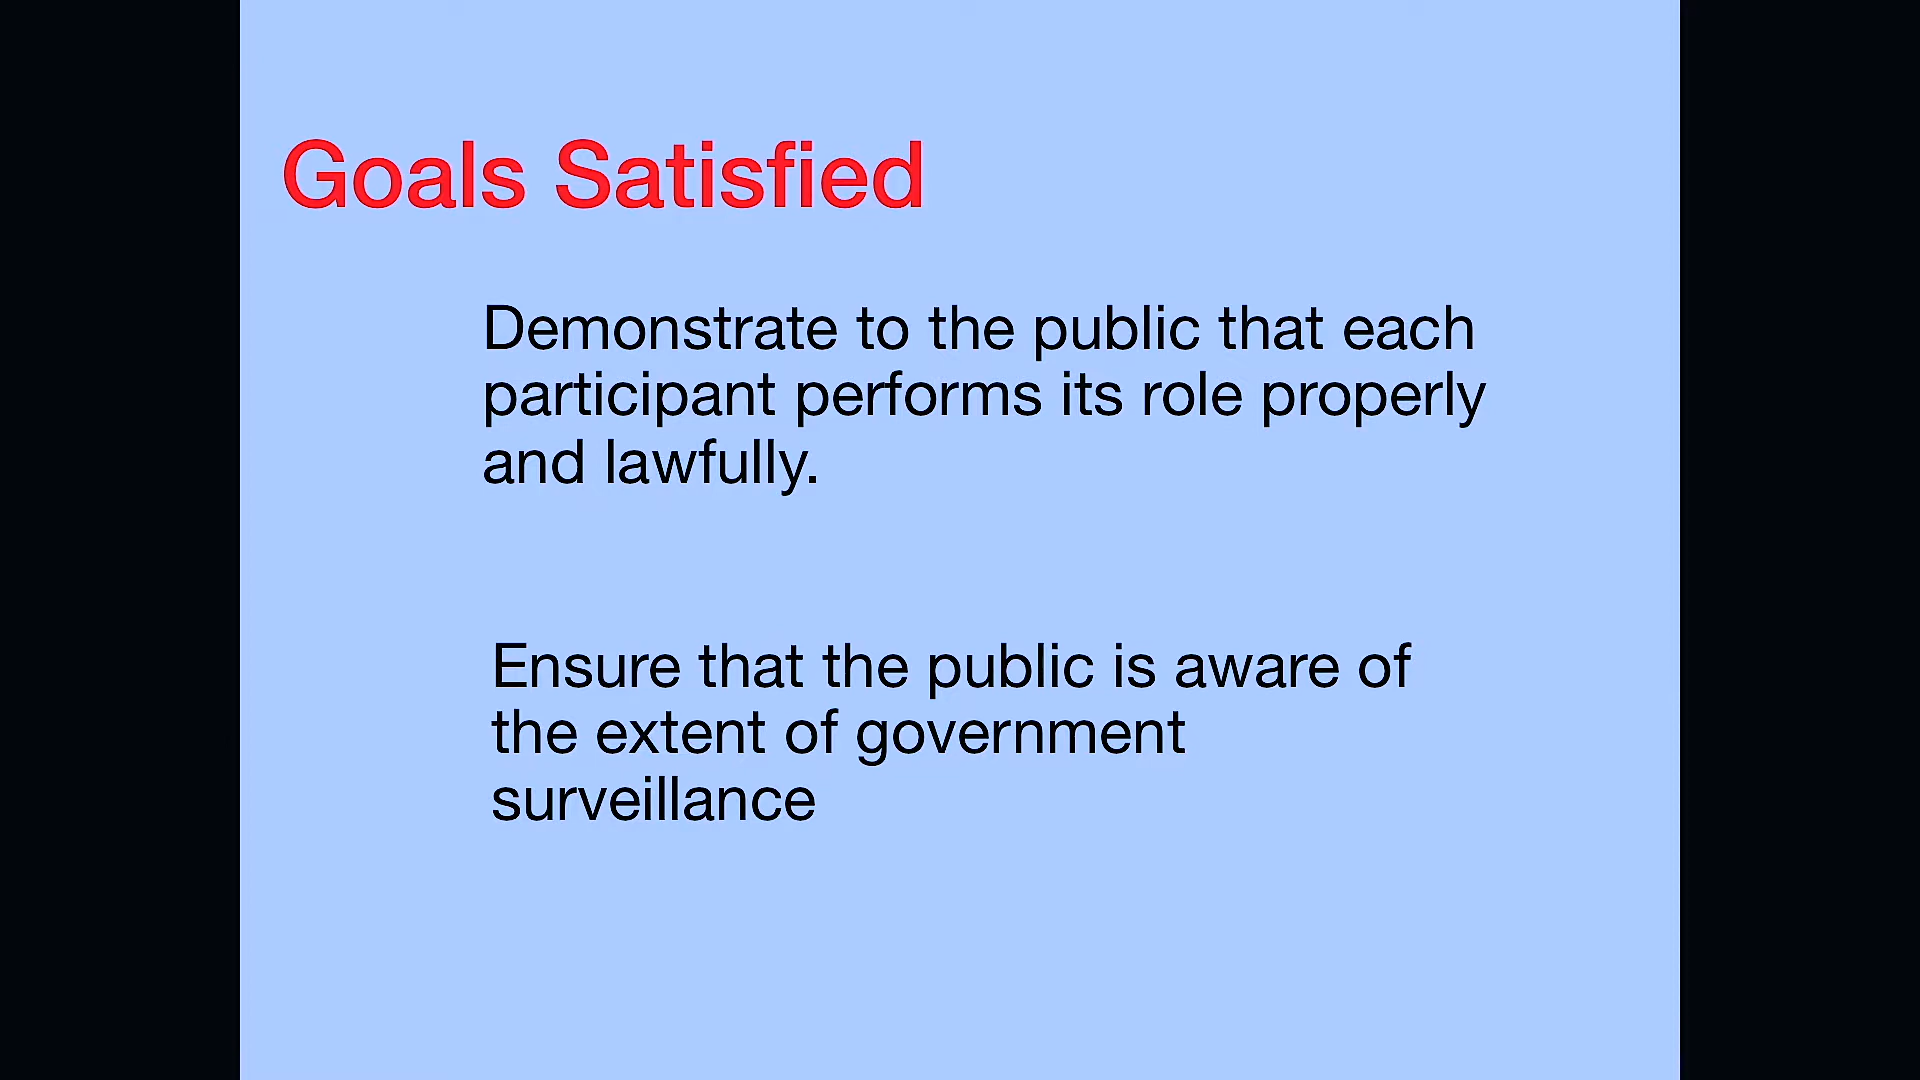 Goals Satisfied
Demonstrate to the public that each
participant performs its role properly
and lawfully.
Ensure that the public is aware of
the extent of government
surveillance